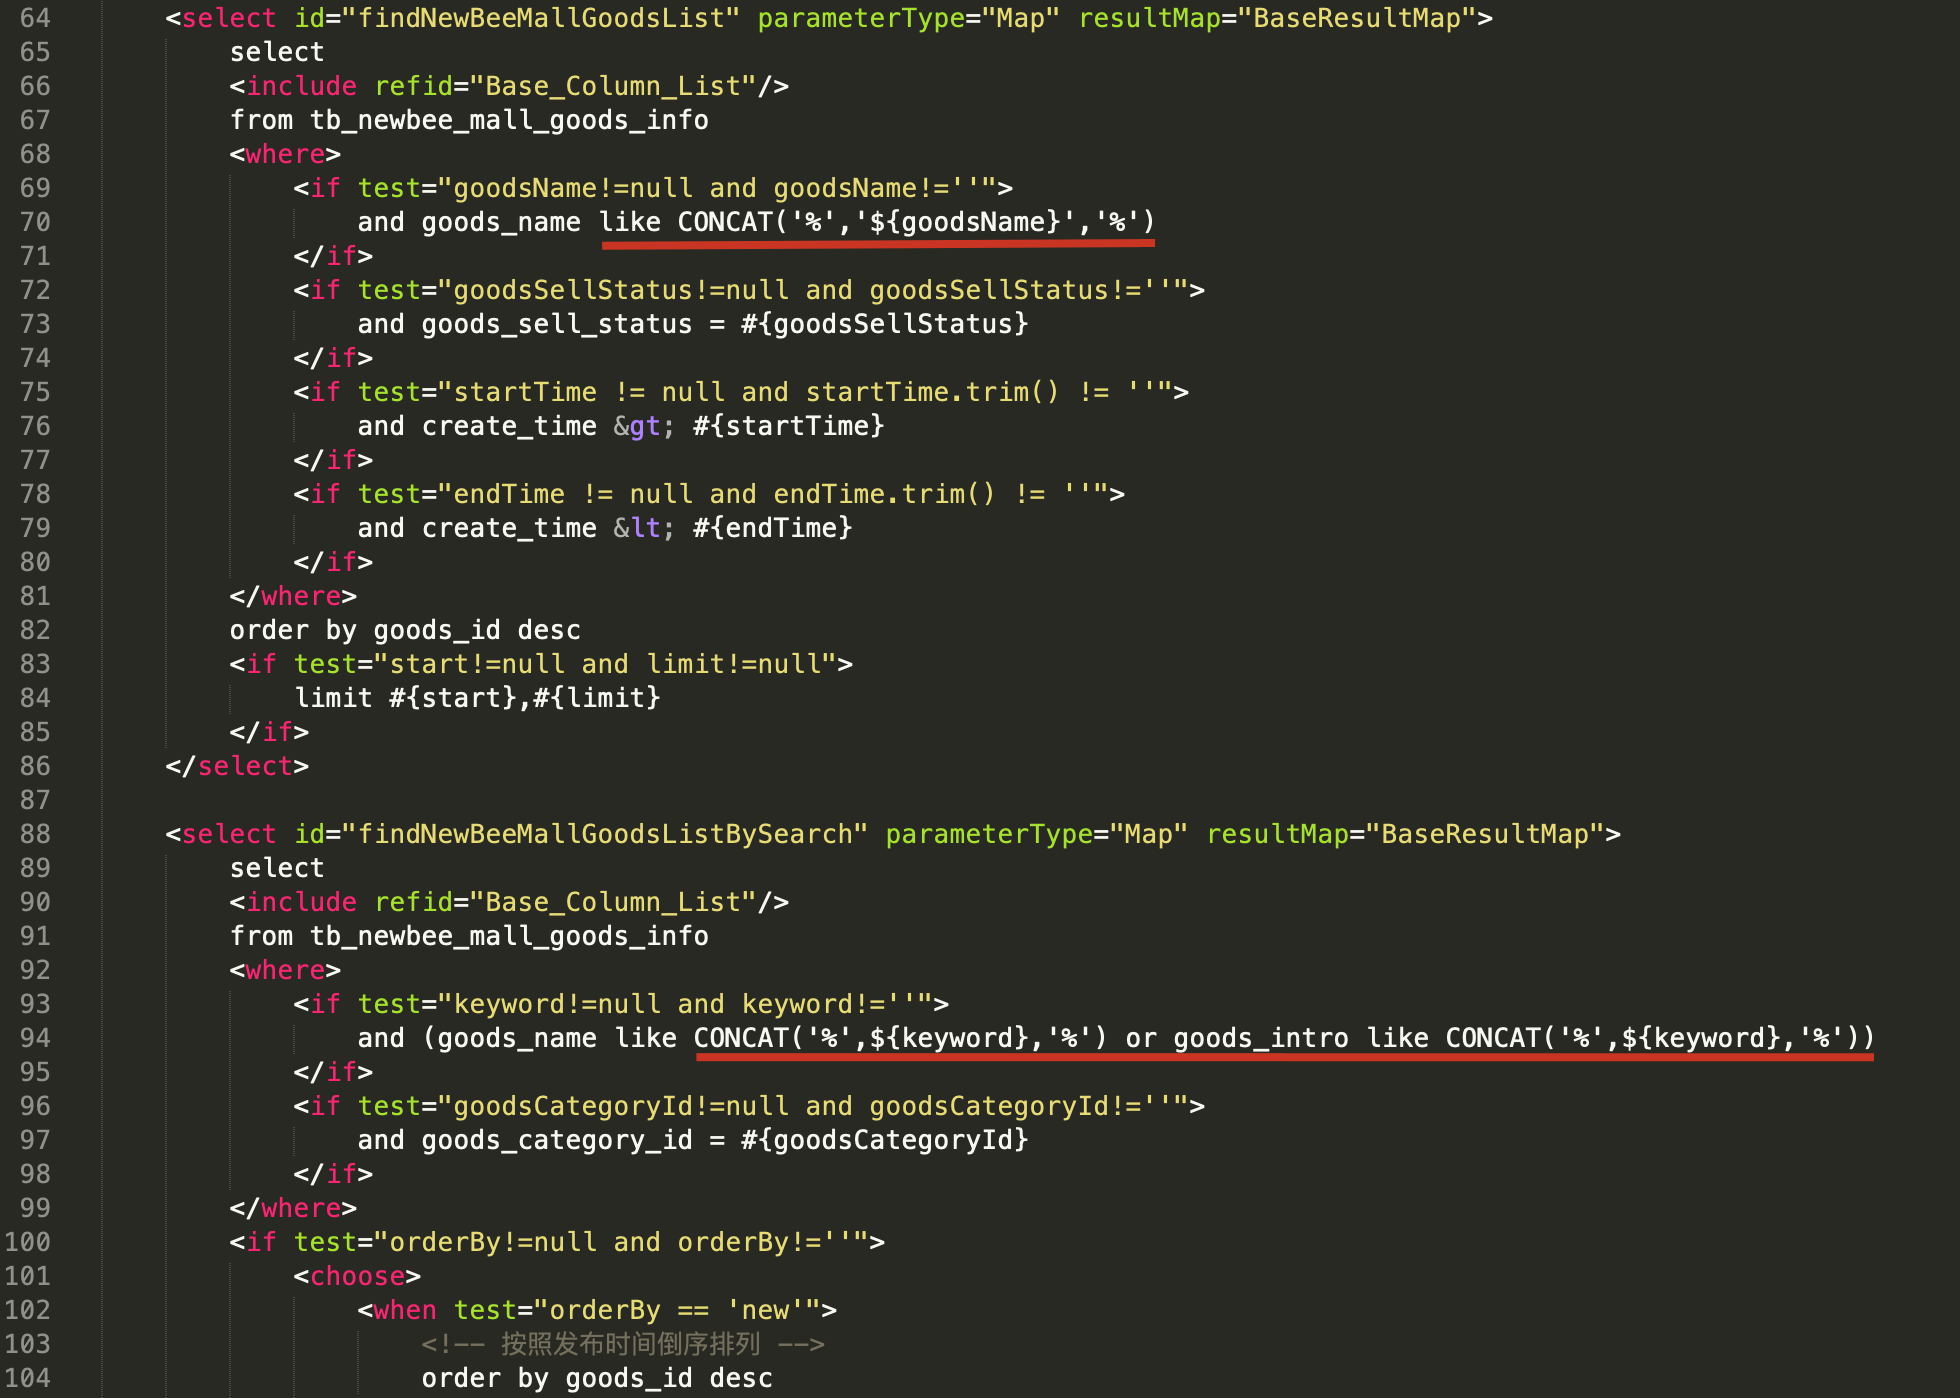 64 <select id="findNewBeeMallGoodsList" parameterType="Map" resultMap="BaseResultMap">
65 select
66 <include refid="Base_Column_List"/>
67 from tb_newbee_mall_goods_info
68 <where>
69 <if test="goodsName!=null and goodsName!=''">
70 and goods_name like CONCAT('%','${goodsName}','%')
71 </if>
72 <if test="goodsSellStatus!=null and goodsSellStatus!=''">
73 and goods_sell_status = #{goodsSellStatus}
74 </if>
75 <if test="startTime != null and startTime.trim() != ''">
76 and create_time &gt; #{startTime}
77 </if>
78 <if test="endTime != null and endTime.trim() != ''">
79 and create_time &lt; #{endTime}
80 </if>
81 </where>
82 order by goods_id desc
83 <if test="start!=null and limit!=null">
84 limit #{start},#{limit}
85 </if>
86 </select>
87
88 <select id="findNewBeeMallGoodsListBySearch" parameterType="Map" resultMap="BaseResultMap">
89 select
90 <include refid="Base_Column_List"/>
91 from tb_newbee_mall_goods_info
92 <where>
93 <if test="keyword!=null and keyword!=''">
94 and (goods_name like CONCAT('%',${keyword},'%') or goods_intro like CONCAT('%',${keyword},'%'))
95 </if>
96 <if test="goodsCategoryId!=null and goodsCategoryId!=''">
97 and goods_category_id = #{goodsCategoryId}
98 </if>
99 </where>
100 <if test="orderBy!=null and orderBy!=''">
101 <choose>
102 <when test="orderBy == 'new'">
103 <!-- 按照发布时间倒序排列 -->
104 order by goods_id desc